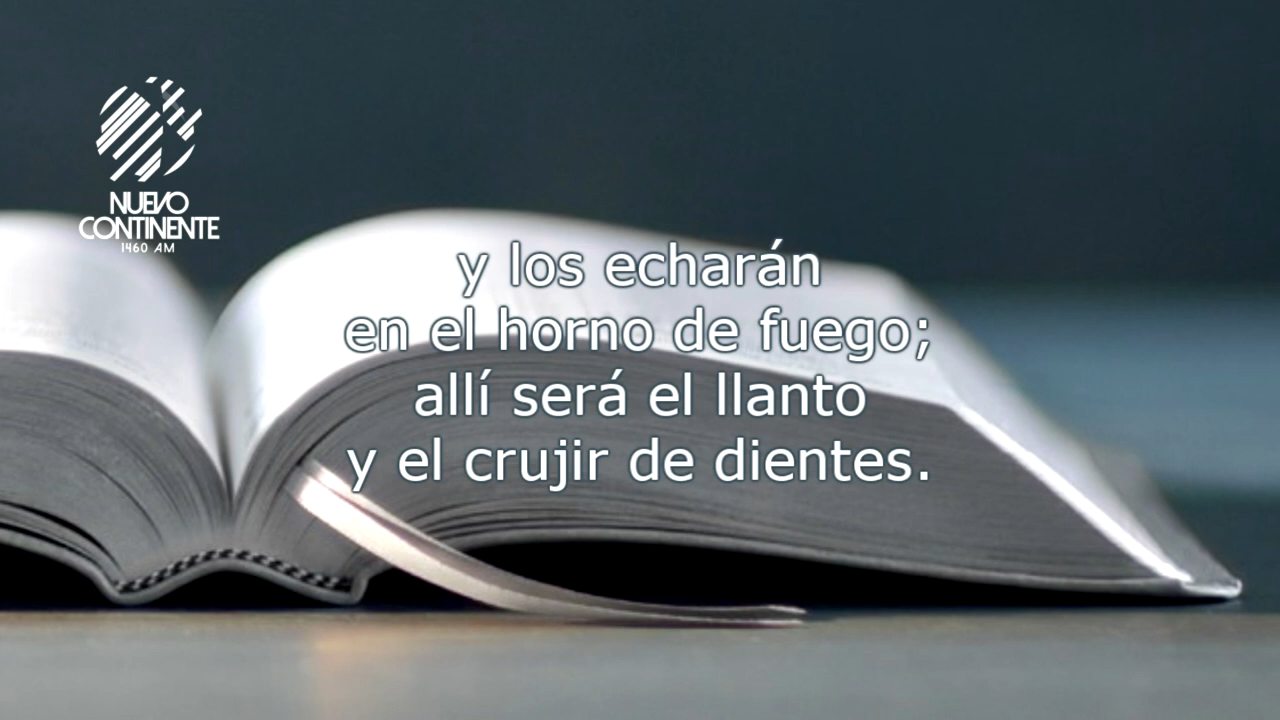 NUEVO
CONTINENTE
1460 AM
y los echarán
en el horno de fuego;
allí será el llanto
y el crujir de dientes.